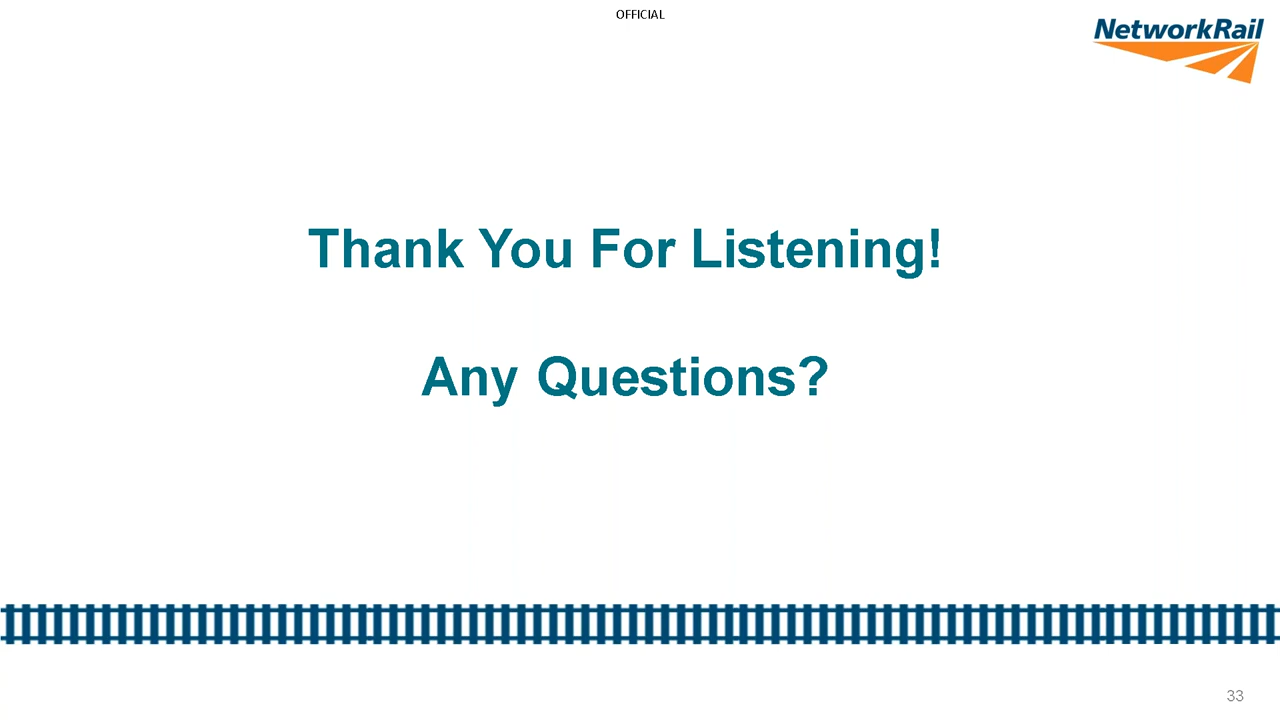 OFFICIAL
NetworkRail
Thank You For Listening!
Any Questions?
33